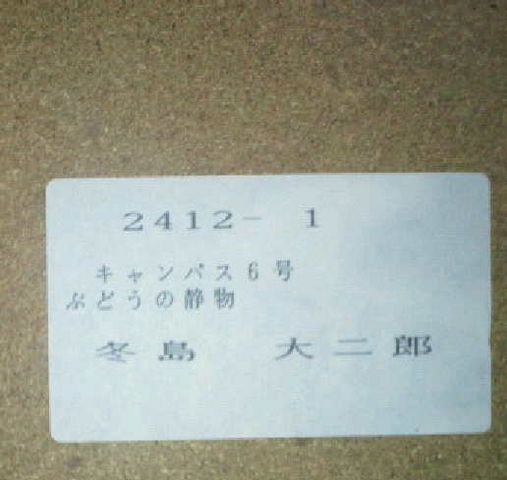 2412- 1
キャンバス6号
ぶどうの静物
冬島 大二郎